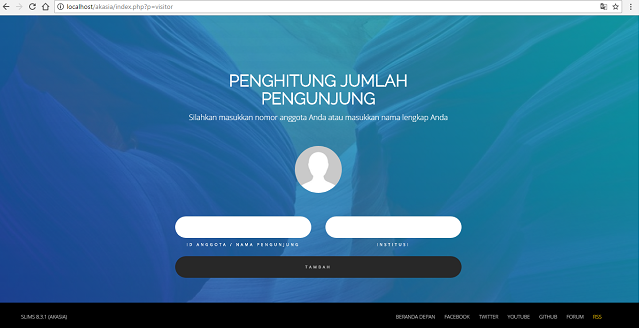 localhost/akasia/index.php?p=visitor
PENGHITUNG JUMLAH
PENGUNJUNG
Silahkan masukkan nomor anggota Anda atau masukkan nama lengkap Anda
ID ANGGOTA / NAMA PENGUNJUNG INSTITUSI
TAMBAH
SLIMS 8.3.1 (AKASIA) BERANDA DEPAN FACEBOOK TWITTER YOUTUBE GITHUB FORUM RSS